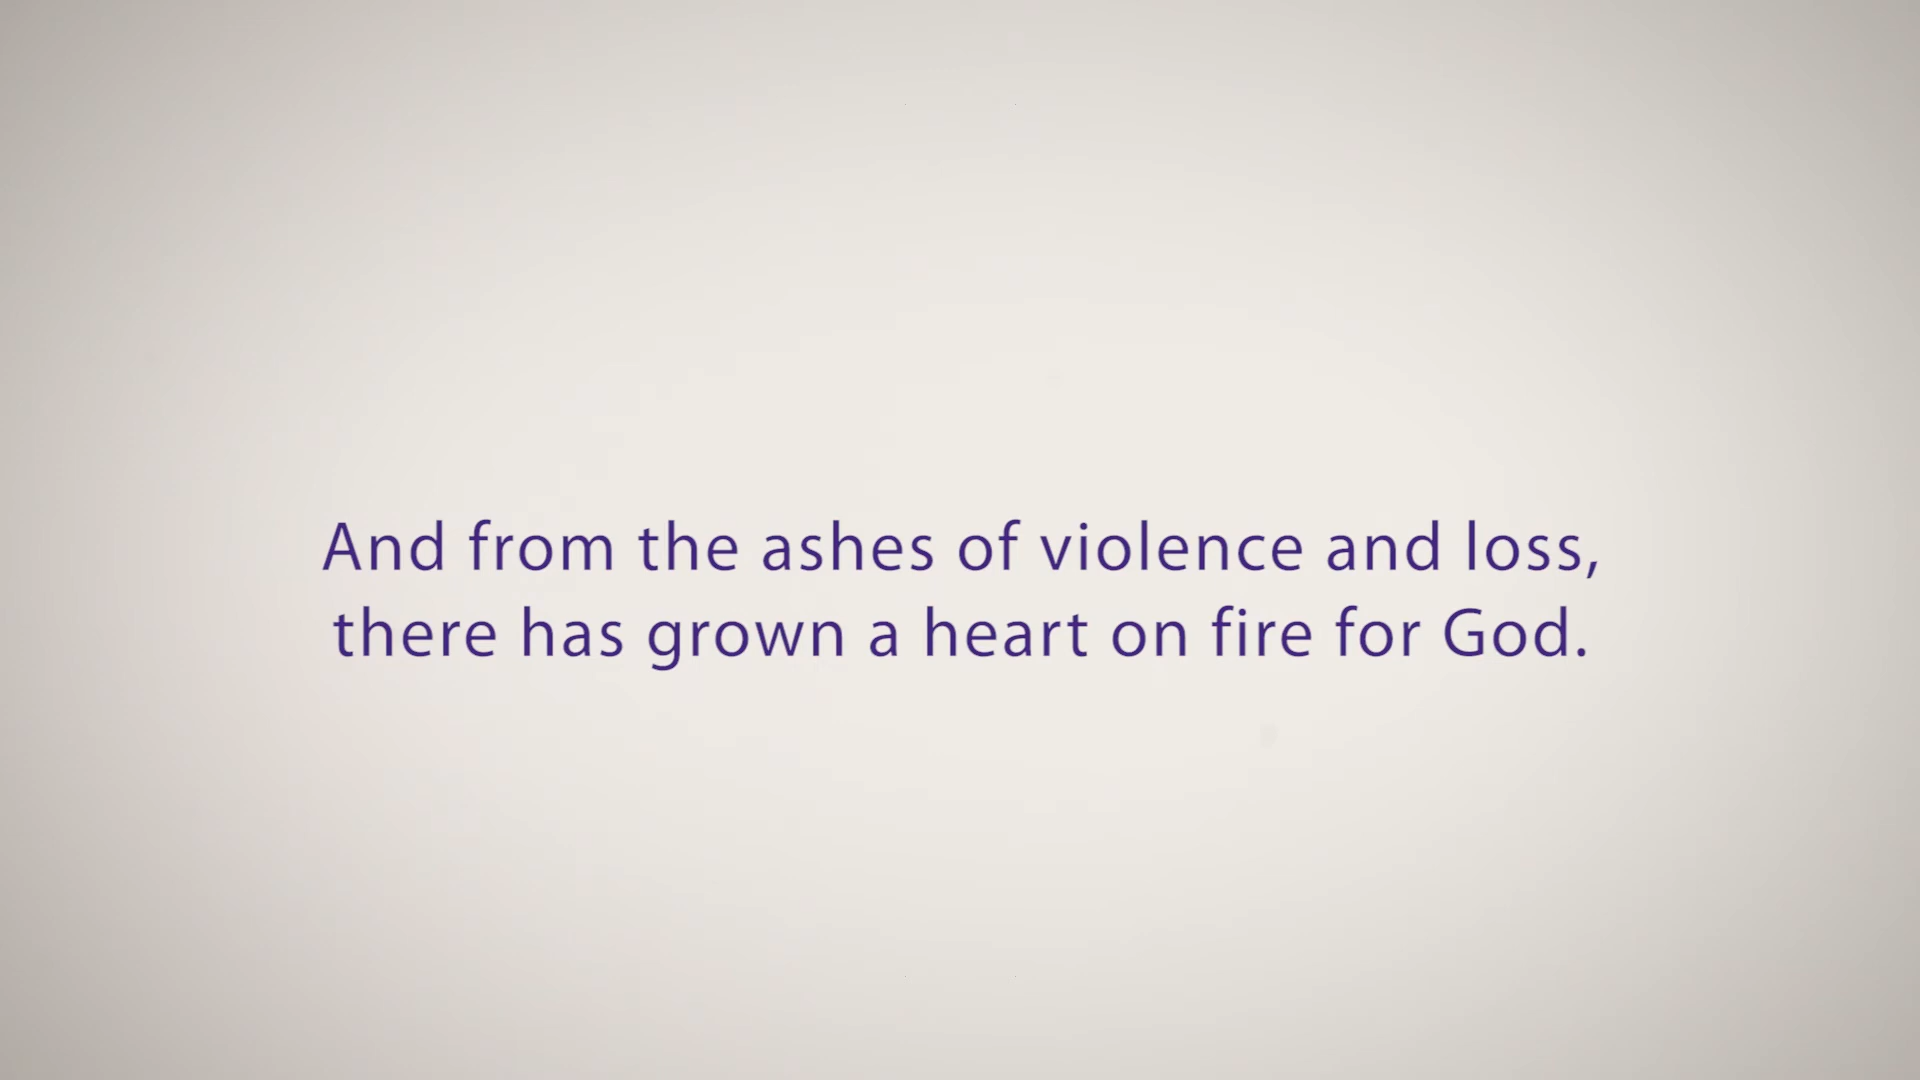 And from the ashes of violence and loss,
there has grown a heart on fire for God.